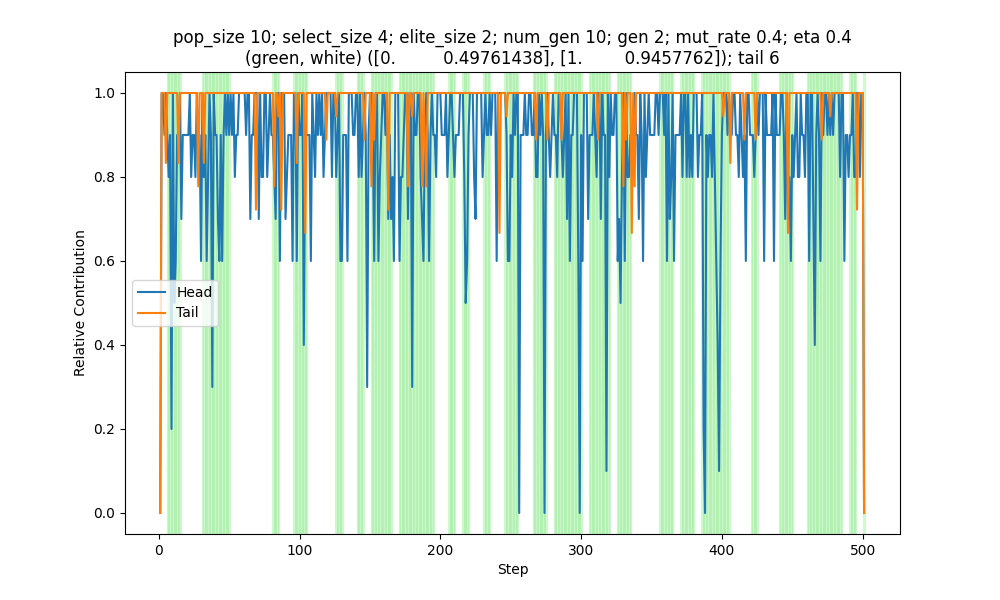 pop_size 10; select_size 4; elite_size 2; num_gen 10; gen 2; mut_rate 0.4; eta 0.4
(green, white) ([0. 0.49761438], [1. 0.9457762]); tail 6
1.0
0.8
0.6
0.4
0.2
0.0
Relative Contribution
Head
Tail
0 100 200 300 400 500
Step